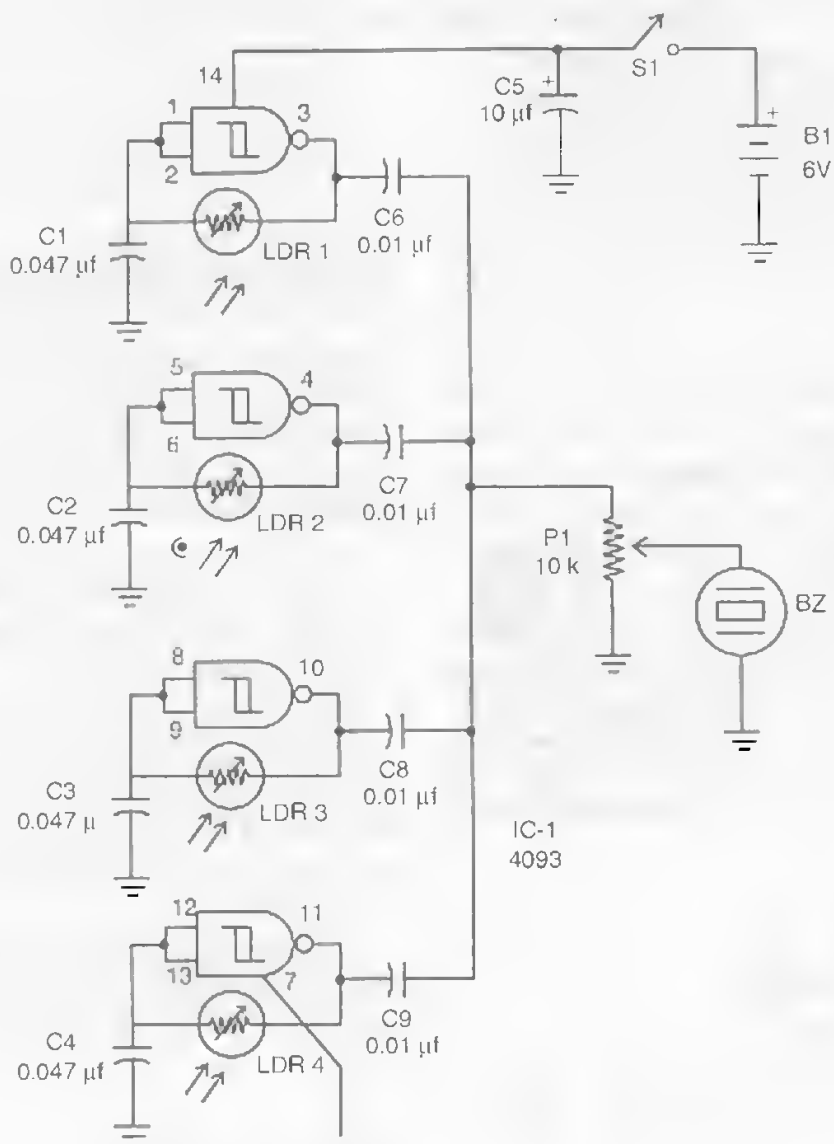 14
1
2
3
C5
10 µf
S1
B1
6V
C1
0.047 µf
LDR 1
C6
0.01 µf
5
6
4
C2
0.047 µf
LDR 2
C7
0.01 µf
P1
10 k
BZ
8
9
10
C3
0.047 µ
LDR 3
C8
0.01 µf
IC-1
4093
12
13
11
7
C4
0.047 µf
LDR 4
C9
0.01 µf
+
+